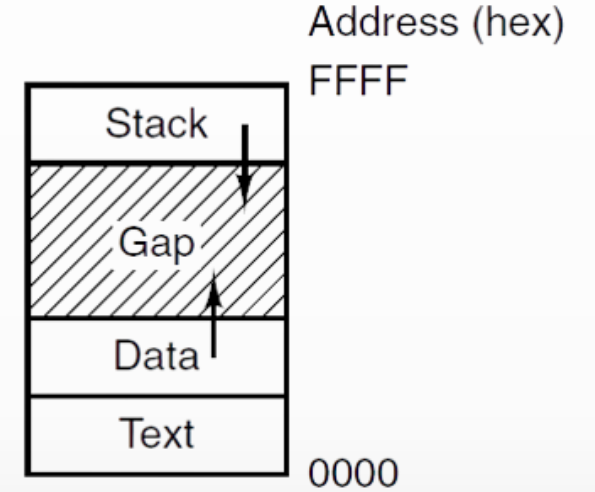 Address (hex)
FFFF
Stack
Gap
Data
Text
0000